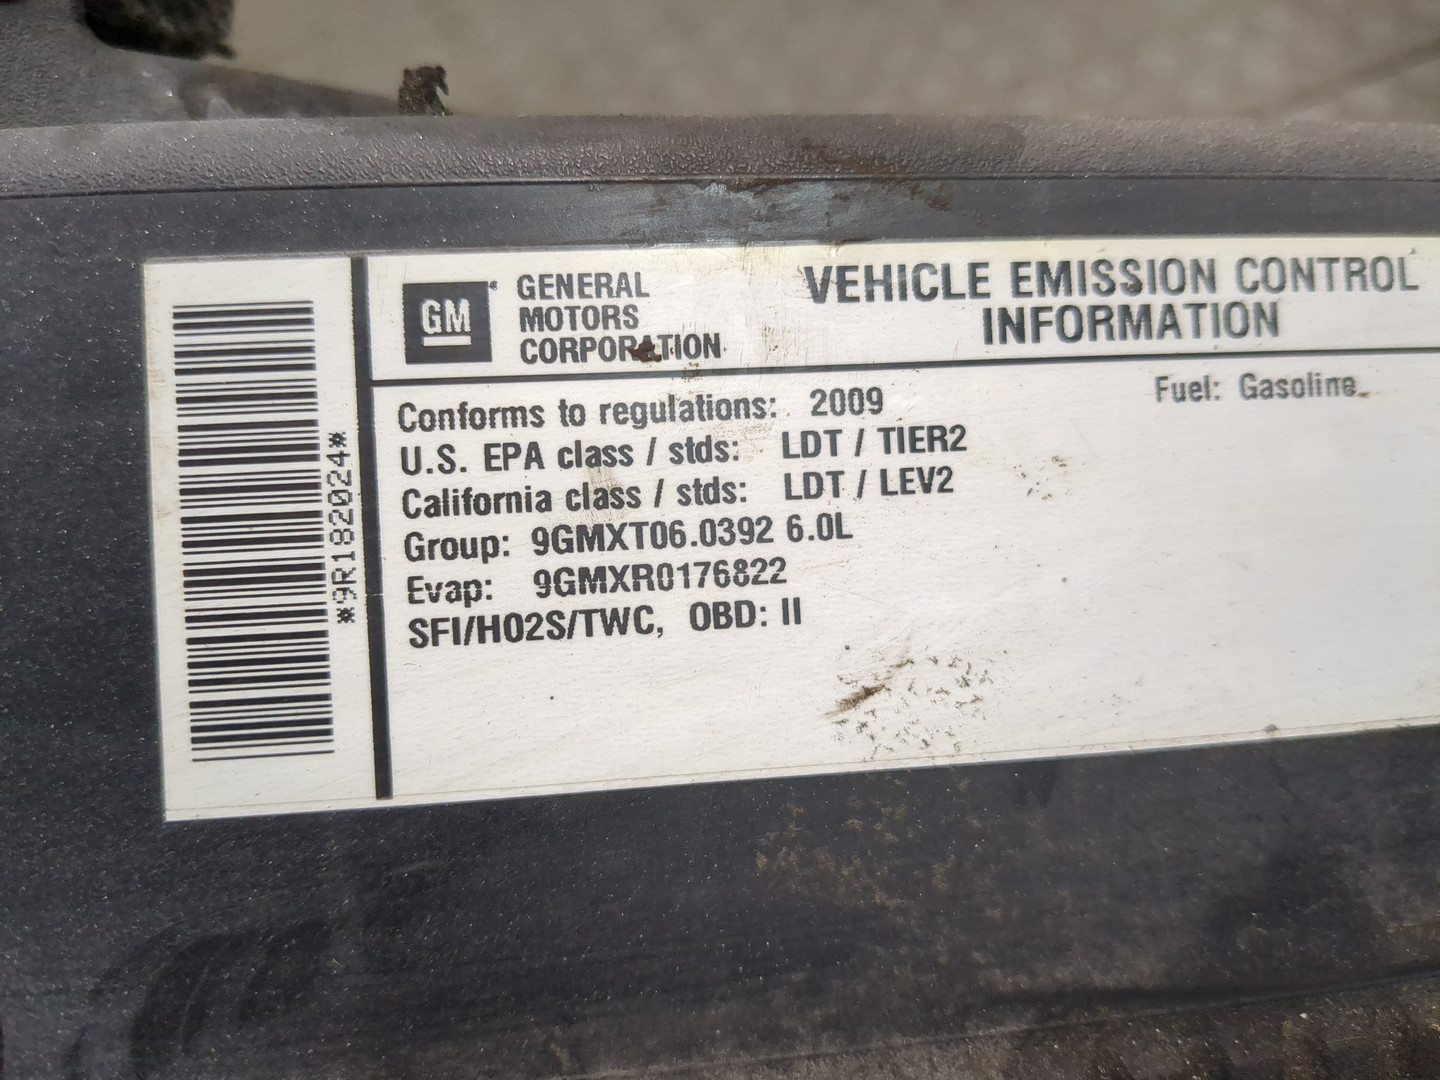 *9R182024*
GM
GENERAL
MOTORS
CORPORATION
VEHICLE EMISSION CONTROL
INFORMATION
Conforms to regulations: 2009
Fuel: Gasoline
U.S. EPA class / stds: LDT / TIER2
California class / stds: LDT / LEV2
Group: 9GMXT06.0392 6.0L
Evap: 9GMXR0176822
SFI/HO2S/TWC, OBD: II